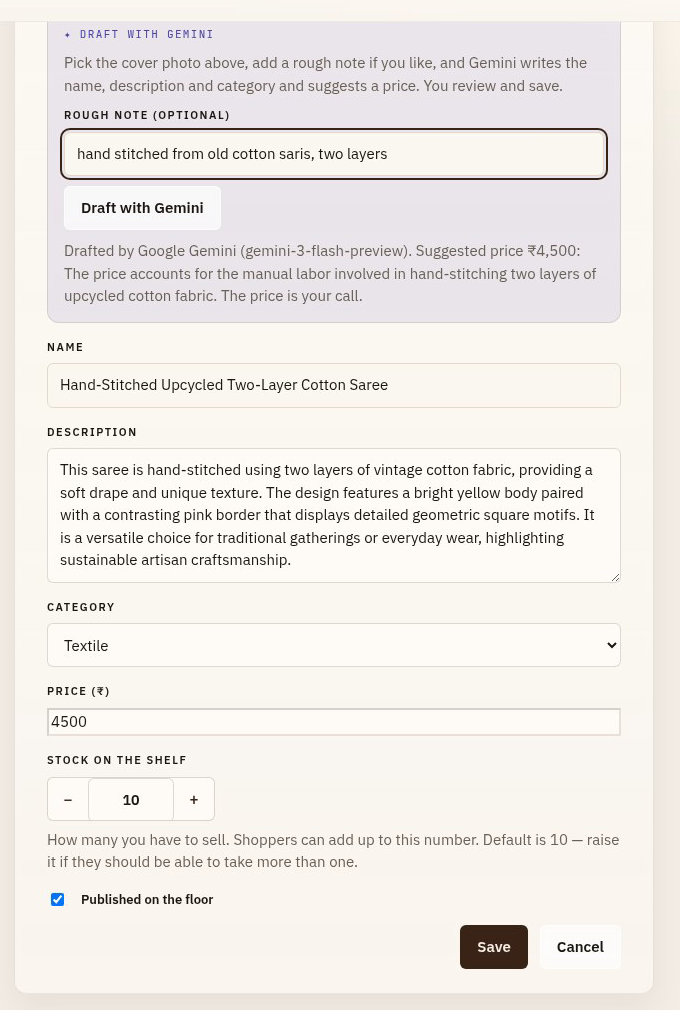 ✦ DRAFT WITH GEMINI
Pick the cover photo above, add a rough note if you like, and Gemini writes the
name, description and category and suggests a price. You review and save.
ROUGH NOTE (OPTIONAL)
hand stitched from old cotton saris, two layers
Draft with Gemini
Drafted by Google Gemini (gemini-3-flash-preview). Suggested price ₹4,500:
The price accounts for the manual labor involved in hand-stitching two layers of
upcycled cotton fabric. The price is your call.
NAME
Hand-Stitched Upcycled Two-Layer Cotton Saree
DESCRIPTION
This saree is hand-stitched using two layers of vintage cotton fabric, providing a
soft drape and unique texture. The design features a bright yellow body paired
with a contrasting pink border that displays detailed geometric square motifs. It
is a versatile choice for traditional gatherings or everyday wear, highlighting
sustainable artisan craftsmanship.
CATEGORY
Textile
PRICE (₹)
4500
STOCK ON THE SHELF
− 10 +
How many you have to sell. Shoppers can add up to this number. Default is 10 — raise
it if they should be able to take more than one.
Published on the floor
Save Cancel